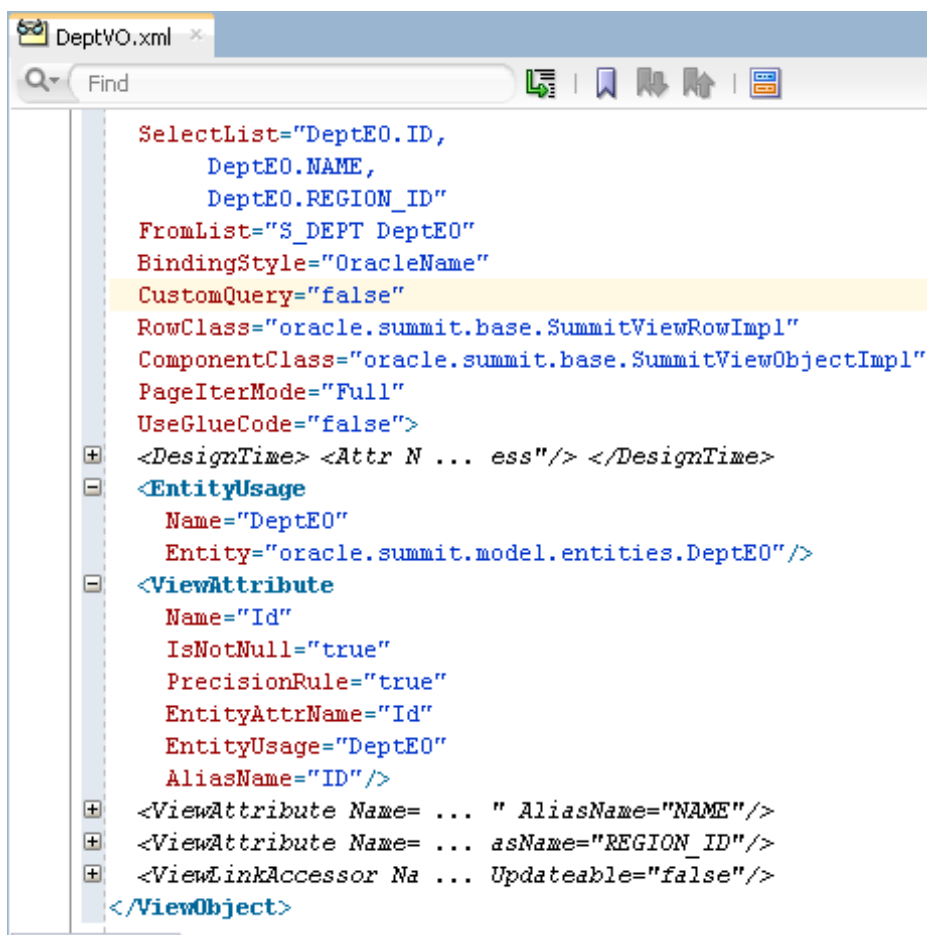 DeptVO.xml
Find
SelectList="DeptEO.ID,
DeptEO.NAME,
DeptEO.REGION_ID"
FromList="S_DEPT DeptEO"
BindingStyle="OracleName"
CustomQuery="false"
RowClass="oracle.summit.base.SummitViewRowImpl"
ComponentClass="oracle.summit.base.SummitViewObjectImpl"
PageIterMode="Full"
UseGlueCode="false">
<DesignTime> <Attr N ... ess"/> </DesignTime>
<EntityUsage
Name="DeptEO"
Entity="oracle.summit.model.entities.DeptEO"/>
<ViewAttribute
Name="Id"
IsNotNull="true"
PrecisionRule="true"
EntityAttrName="Id"
EntityUsage="DeptEO"
AliasName="ID"/>
<ViewAttribute Name= ... " AliasName="NAME"/>
<ViewAttribute Name= ... asName="REGION_ID"/>
<ViewLinkAccessor Na ... Updateable="false"/>
</ViewObject>